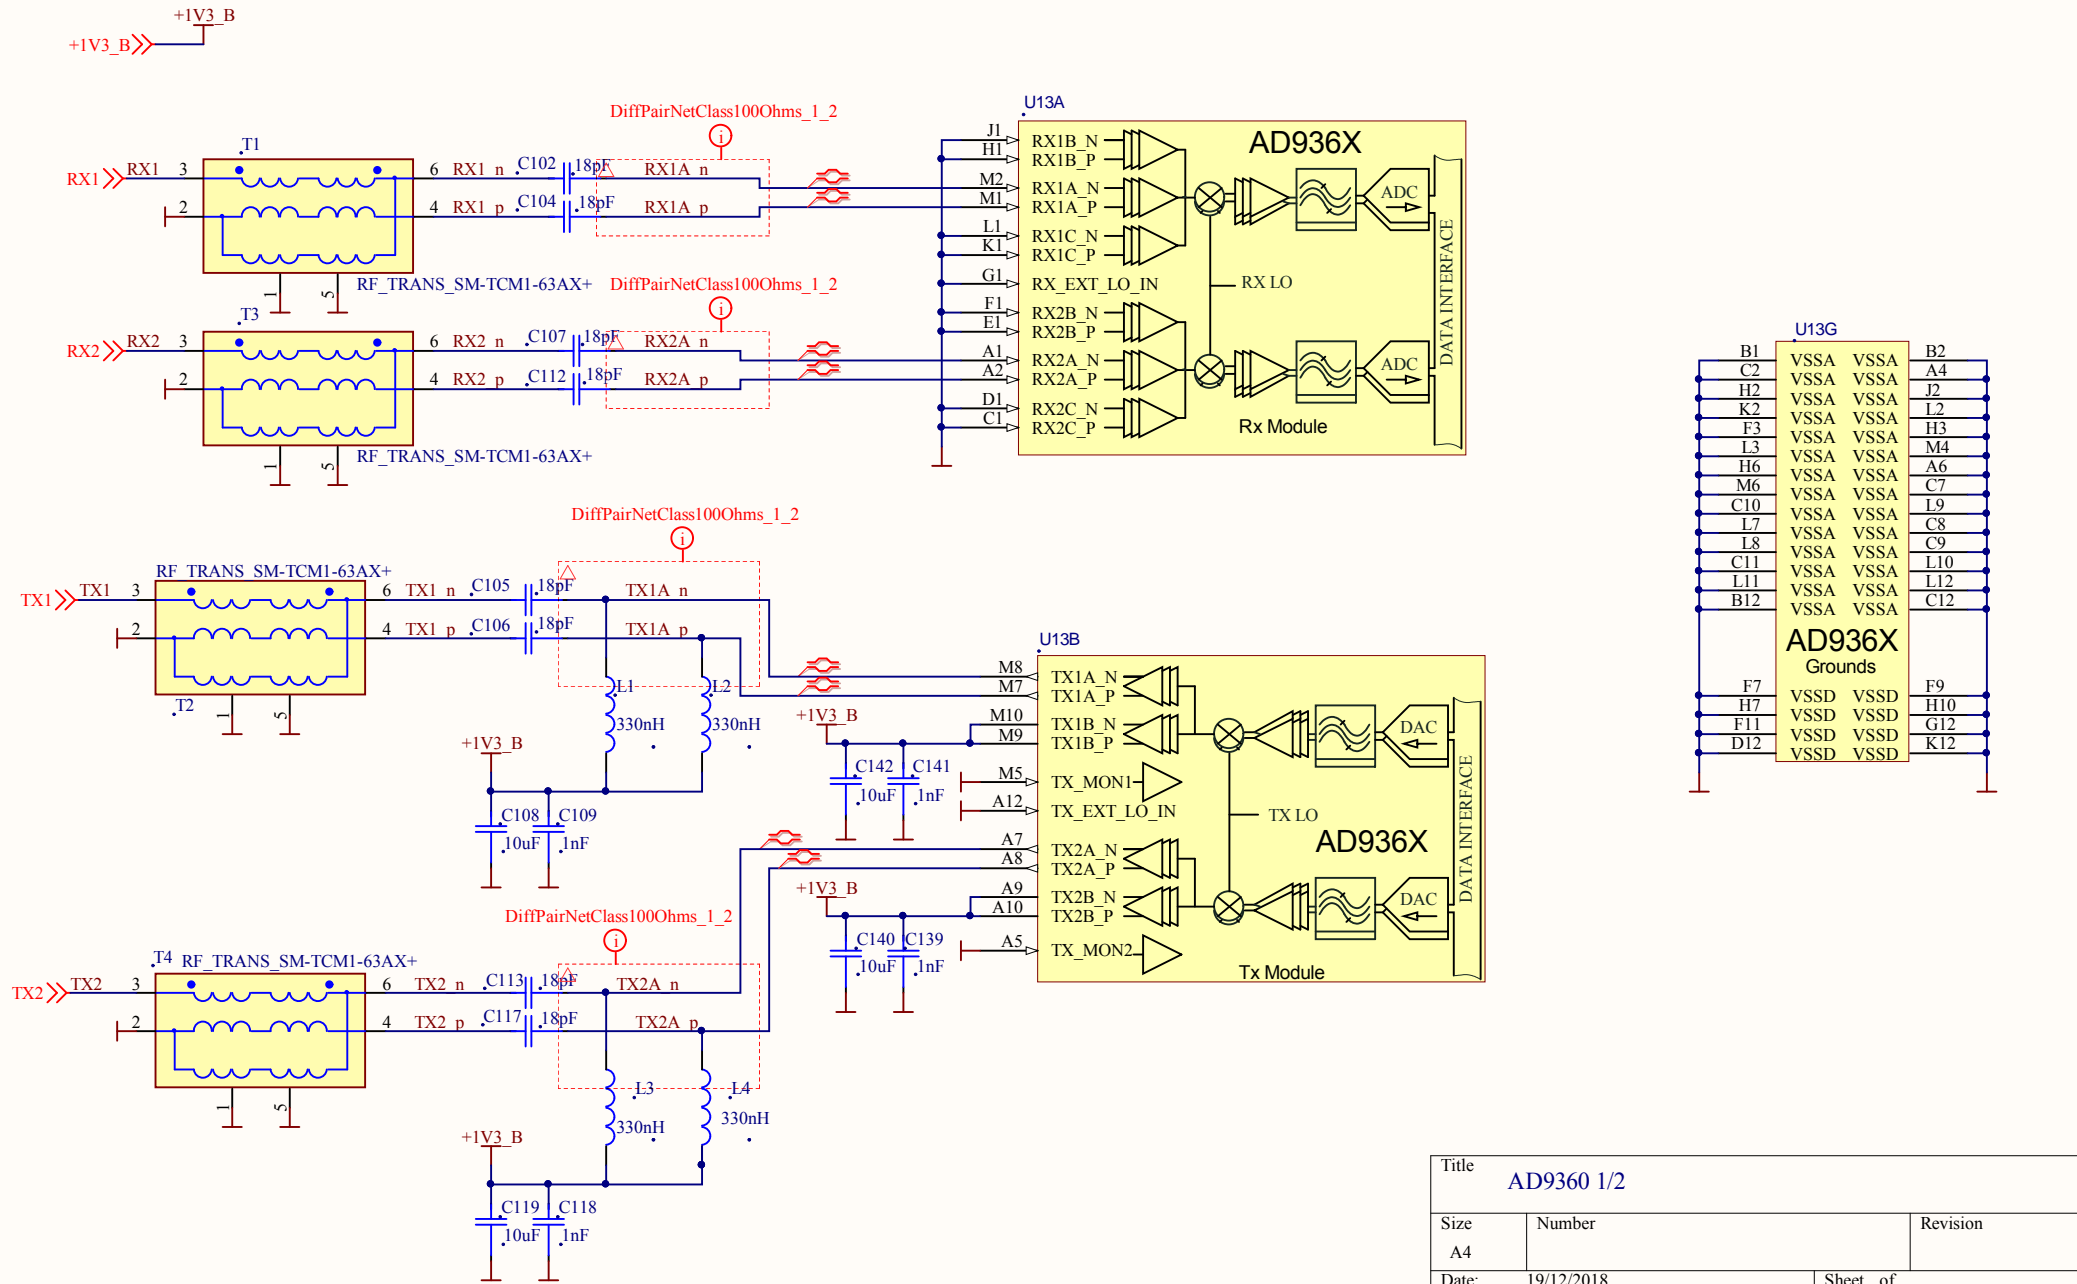 +1V3_B
+1V3_B
DiffPairNetClass100Ohms_1_2
i
T1
RX1
RX1
3
2
6
4
1
5
RX1_n
RX1_p
C102
18pF
C104
18pF
RX1A_n
RX1A_p
RF_TRANS_SM-TCM1-63AX+
DiffPairNetClass100Ohms_1_2
i
T3
RX2
RX2
3
2
6
4
1
5
RX2_n
RX2_p
C107
18pF
C112
18pF
RX2A_n
RX2A_p
RF_TRANS_SM-TCM1-63AX+
U13A
AD936X
J1 RX1B_N
H1 RX1B_P
M2 RX1A_N
M1 RX1A_P
L1 RX1C_N
K1 RX1C_P
G1 RX_EXT_LO_IN
F1 RX2B_N
E1 RX2B_P
A1 RX2A_N
A2 RX2A_P
D1 RX2C_N
C1 RX2C_P
ADC
RX LO
ADC
DATA INTERFACE
Rx Module
DiffPairNetClass100Ohms_1_2
i
RF_TRANS_SM-TCM1-63AX+
TX1
TX1
3
2
6
4
1
5
T2
TX1_n
TX1_p
C105
18pF
C106
18pF
TX1A_n
TX1A_p
L1
330nH
L2
330nH
+1V3_B
C108
10uF
C109
1nF
DiffPairNetClass100Ohms_1_2
i
T4 RF_TRANS_SM-TCM1-63AX+
TX2
TX2
3
2
6
4
1
5
TX2_n
TX2_p
C113
18pF
C117
18pF
TX2A_n
TX2A_p
L3
330nH
L4
330nH
+1V3_B
C119
10uF
C118
1nF
+1V3_B
C142
10uF
C141
1nF
+1V3_B
C140
10uF
C139
1nF
U13B
M8 TX1A_N
M7 TX1A_P
M10 TX1B_N
M9 TX1B_P
M5 TX_MON1
A12 TX_EXT_LO_IN
A7 TX2A_N
A8 TX2A_P
A9 TX2B_N
A10 TX2B_P
A5 TX_MON2
DAC
TX LO
AD936X
DAC
DATA INTERFACE
Tx Module
U13G
B1 VSSA VSSA B2
C2 VSSA VSSA A4
H2 VSSA VSSA J2
K2 VSSA VSSA L2
F3 VSSA VSSA H3
L3 VSSA VSSA M4
H6 VSSA VSSA A6
M6 VSSA VSSA C7
C10 VSSA VSSA L9
L7 VSSA VSSA C8
L8 VSSA VSSA C9
C11 VSSA VSSA L10
L11 VSSA VSSA L12
B12 VSSA VSSA C12
AD936X
Grounds
F7 VSSD VSSD F9
H7 VSSD VSSD H10
F11 VSSD VSSD G12
D12 VSSD VSSD K12
Title
AD9360 1/2
Size Number Revision
A4
Date: 19/12/2018 Sheet of